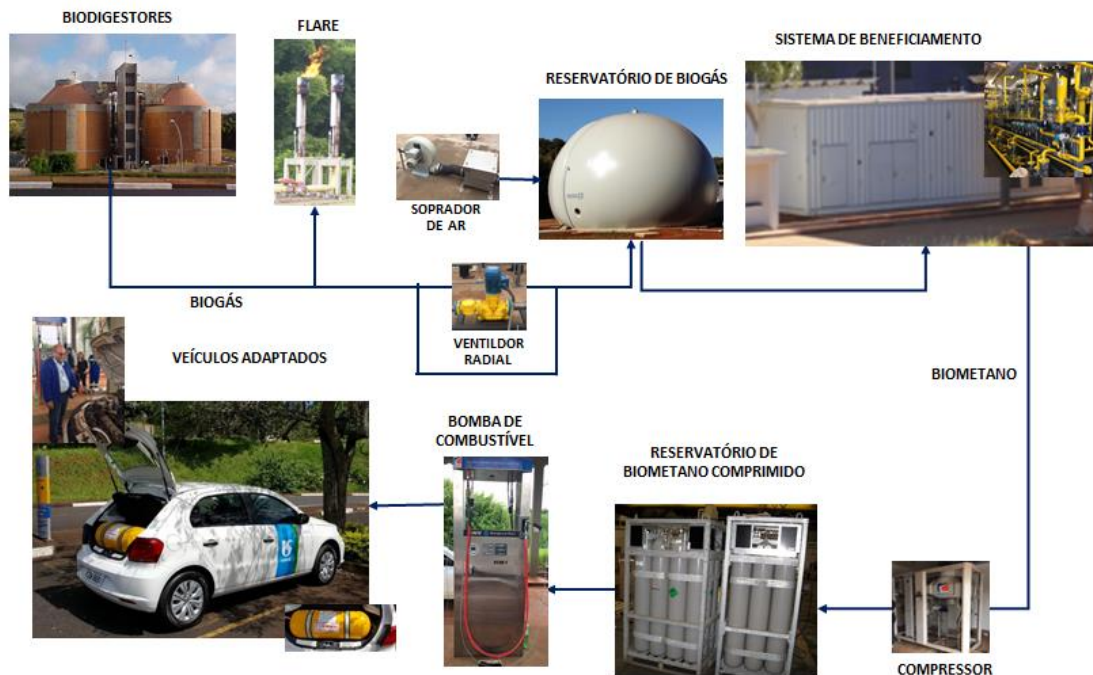 BIODIGESTORES
FLARE
SISTEMA DE BENEFICIAMENTO
RESERVATÓRIO DE BIOGÁS
SOPRADOR
DE AR
BIOGÁS
VENTILDOR
RADIAL
VEÍCULOS ADAPTADOS
BIOMETANO
BOMBA DE
COMBUSTÍVEL
RESERVATÓRIO DE
BIOMETANO COMPRIMIDO
COMPRESSOR